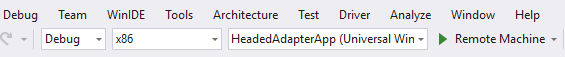 Debug Team WinIDE Tools Architecture Test Driver Analyze Window Help
Debug x86 HeadedAdapterApp (Universal Win Remote Machine